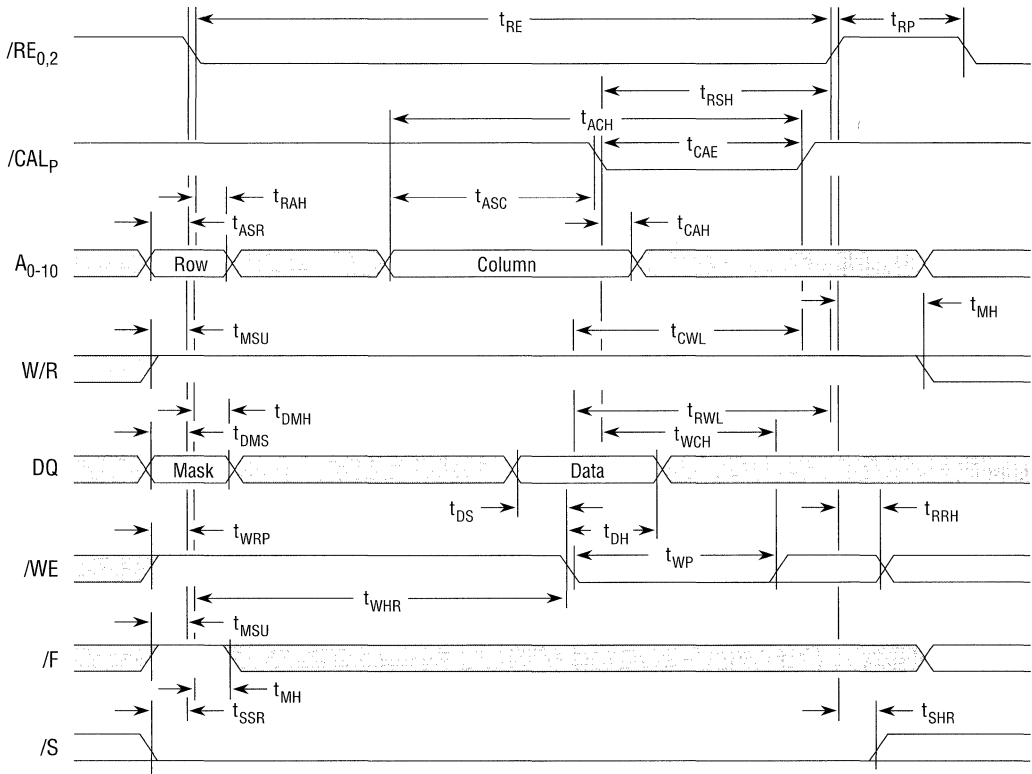 tRE
tRP
/RE0,2
tRSH
tACH
/CALP
tCAE
tRAH
tASC
tASR
tCAH
A0-10
Row
Column
tMH
tMSU
tCWL
W/R
tDMH
tRWL
tDMS
tWCH
DQ
Mask
Data
tDS
tRRH
tWRP
tDH
tWP
/WE
tWHR
tMSU
/F
tMH
tSSR
tSHR
/S